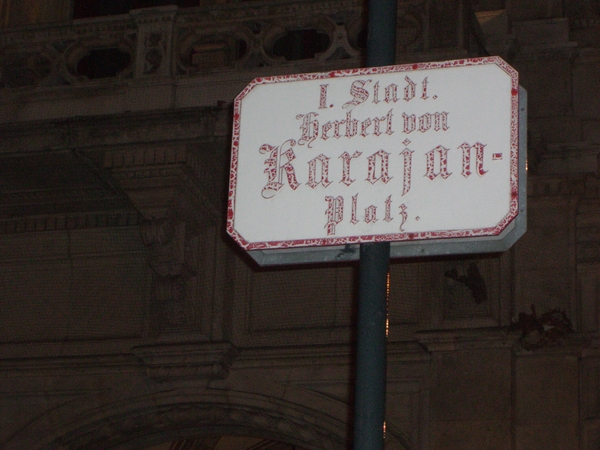 I. Stadt.
Herbert von
Karajan-
Platz.